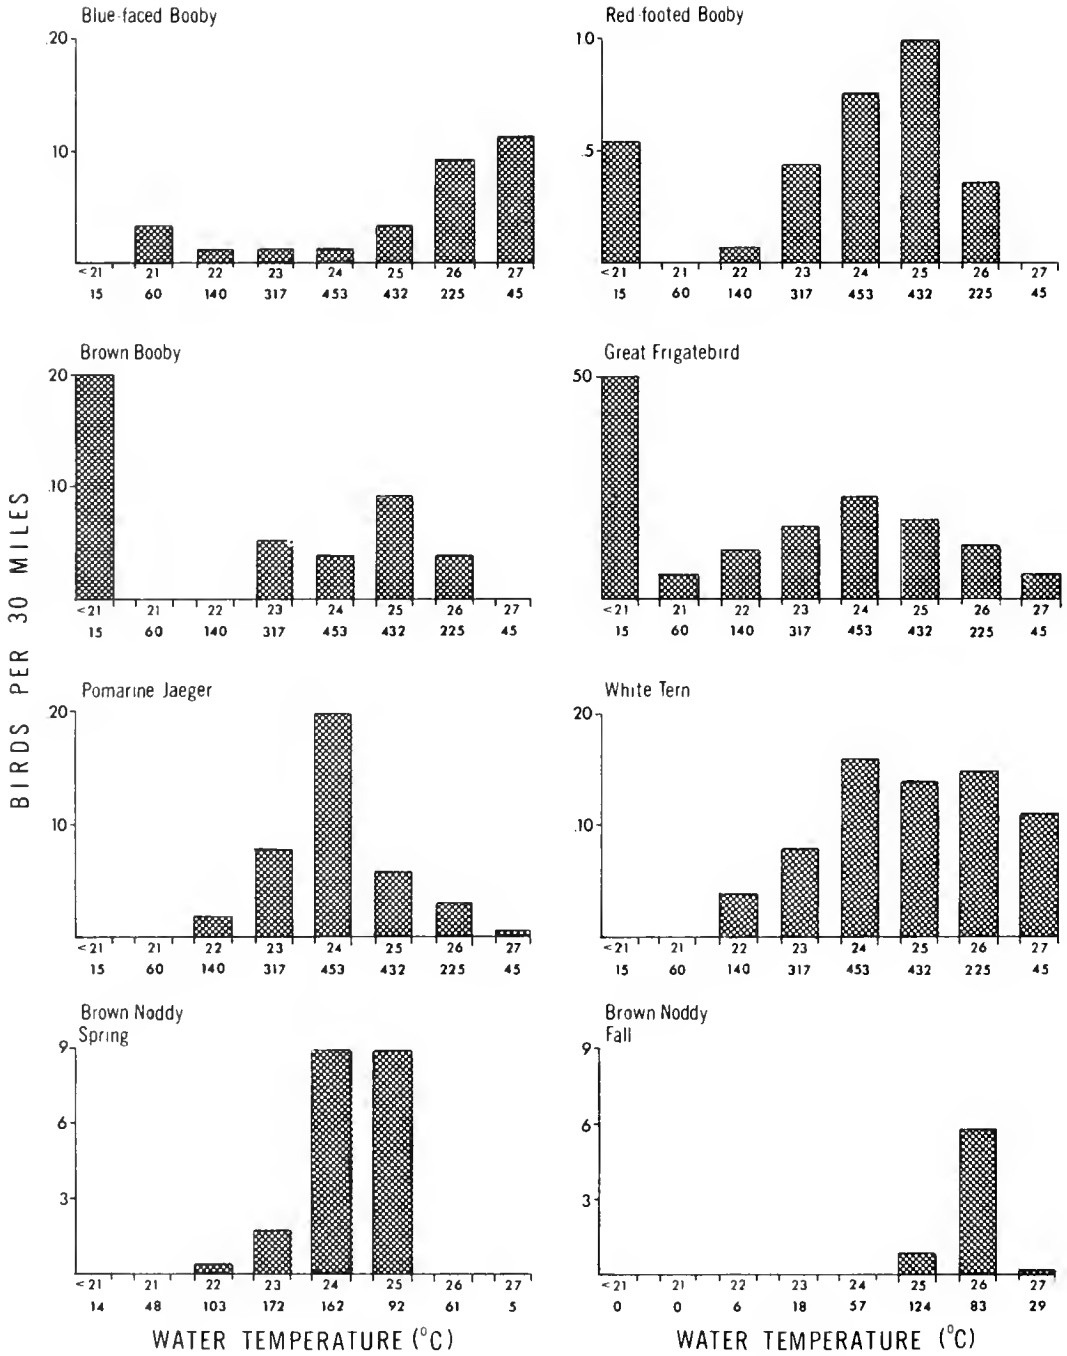 Blue-faced Booby
.20
.10
<21 21 22 23 24 25 26 27
15 60 140 317 453 432 225 45
Red-footed Booby
1.0
.5
<21 21 22 23 24 25 26 27
15 60 140 317 453 432 225 45
Brown Booby
.20
.10
<21 21 22 23 24 25 26 27
15 60 140 317 453 432 225 45
Great Frigatebird
.50
<21 21 22 23 24 25 26 27
15 60 140 317 453 432 225 45
BIRDS PER 30 MILES
Pomarine Jaeger
.20
.10
<21 21 22 23 24 25 26 27
15 60 140 317 453 432 225 45
White Tern
.20
.10
<21 21 22 23 24 25 26 27
15 60 140 317 453 432 225 45
Brown Noddy
Spring
9
6
3
<21 21 22 23 24 25 26 27
14 48 103 172 162 92 61 5
WATER TEMPERATURE (°C)
Brown Noddy
Fall
9
6
3
<21 21 22 23 24 25 26 27
0 0 6 18 57 124 83 29
WATER TEMPERATURE (°C)